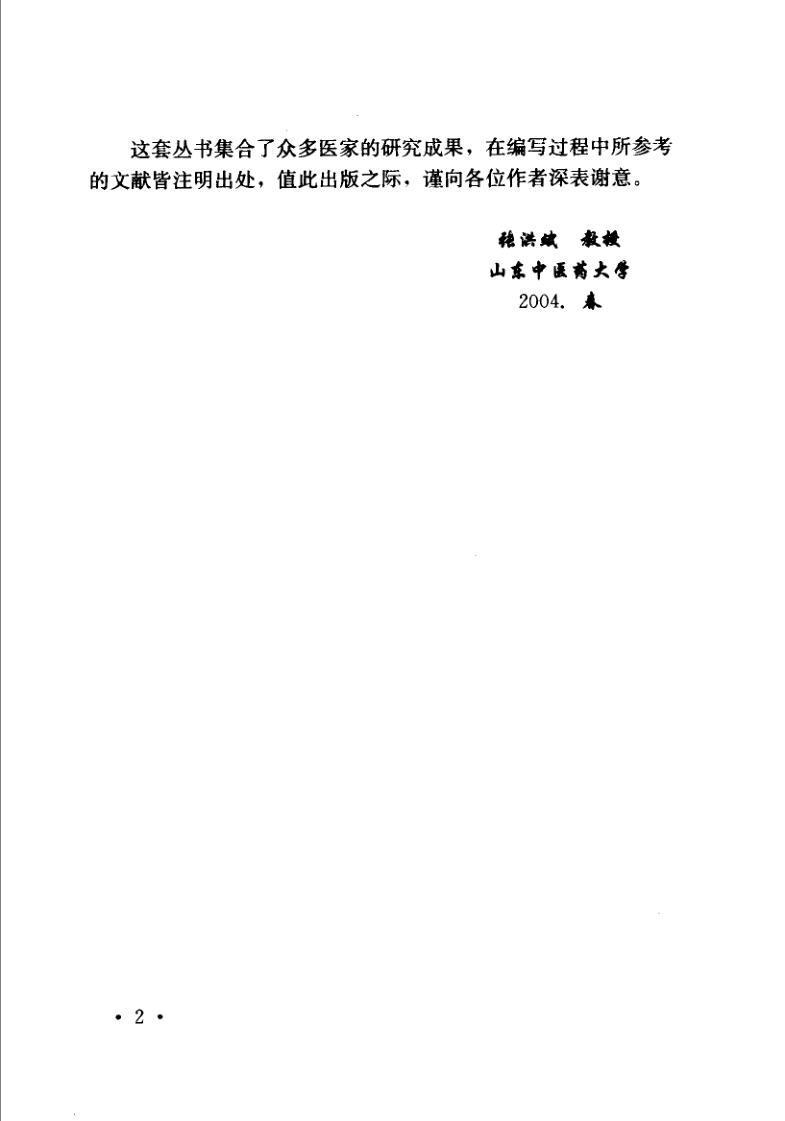 这套丛书集合了众多医家的研究成果，在编写过程中所参考
的文献皆注明出处，值此出版之际，谨向各位作者深表谢意。
张洪斌 教授
山东中医药大学
2004. 春
• 2 •